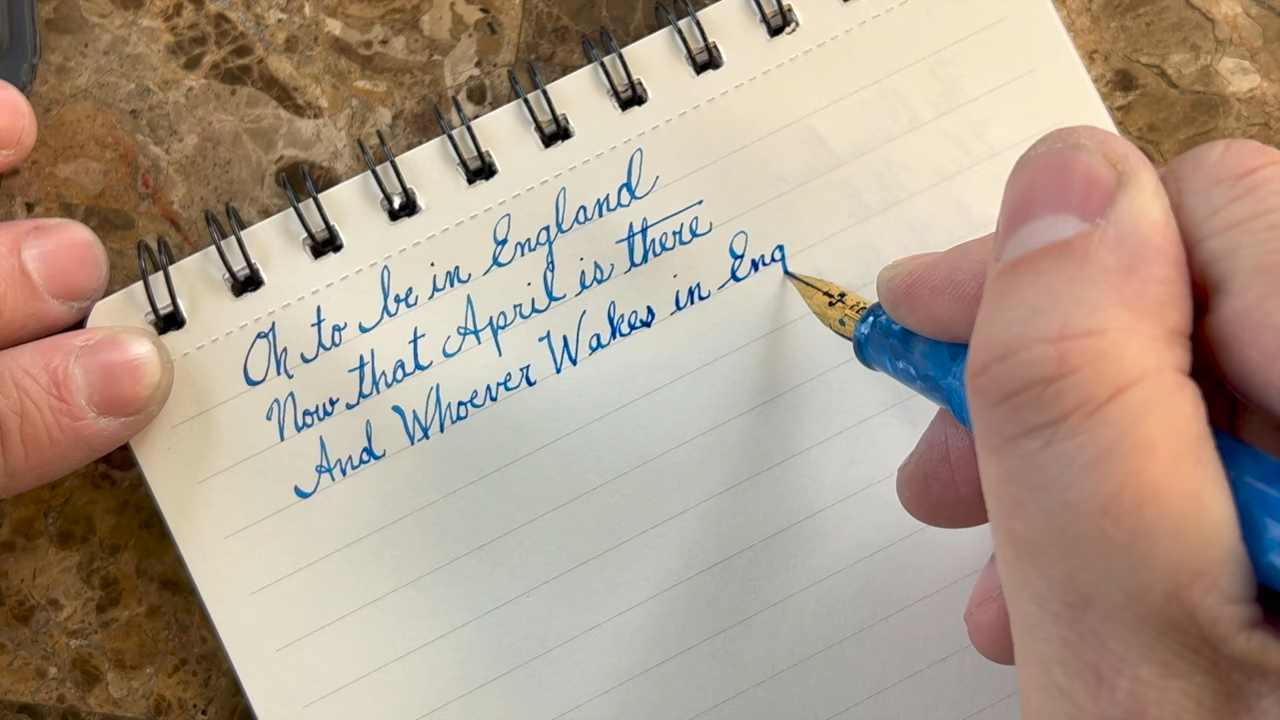 Oh to be in England
Now that April is there
And Whoever Wakes in Eng